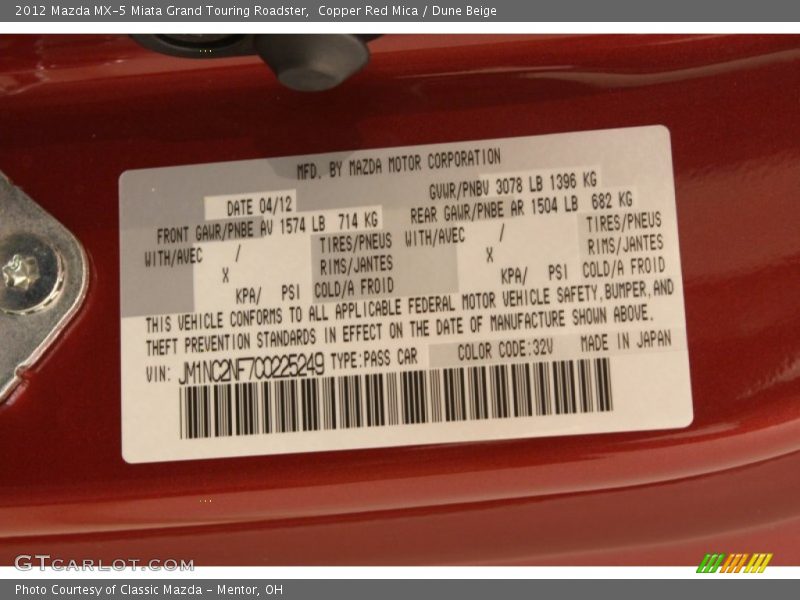 2012 Mazda MX-5 Miata Grand Touring Roadster,  Copper Red Mica / Dune Beige
MFD. BY MAZDA MOTOR CORPORATION
DATE 04/12
GVWR/PNBV 3078 LB 1396 KG
FRONT GAWR/PNBE AV 1574 LB 714 KG
REAR GAWR/PNBE AR 1504 LB 682 KG
WITH/AVEC / TIRES/PNEUS
WITH/AVEC / TIRES/PNEUS
X RIMS/JANTES
X RIMS/JANTES
KPA/ PSI COLD/A FROID
KPA/ PSI COLD/A FROID
THIS VEHICLE CONFORMS TO ALL APPLICABLE FEDERAL MOTOR VEHICLE SAFETY, BUMPER, AND
THEFT PREVENTION STANDARDS IN EFFECT ON THE DATE OF MANUFACTURE SHOWN ABOVE.
VIN: JM1NC2NF7C0225249 TYPE:PASS CAR COLOR CODE:32V MADE IN JAPAN
GTCARLOT.COM
Photo Courtesy of Classic Mazda - Mentor, OH